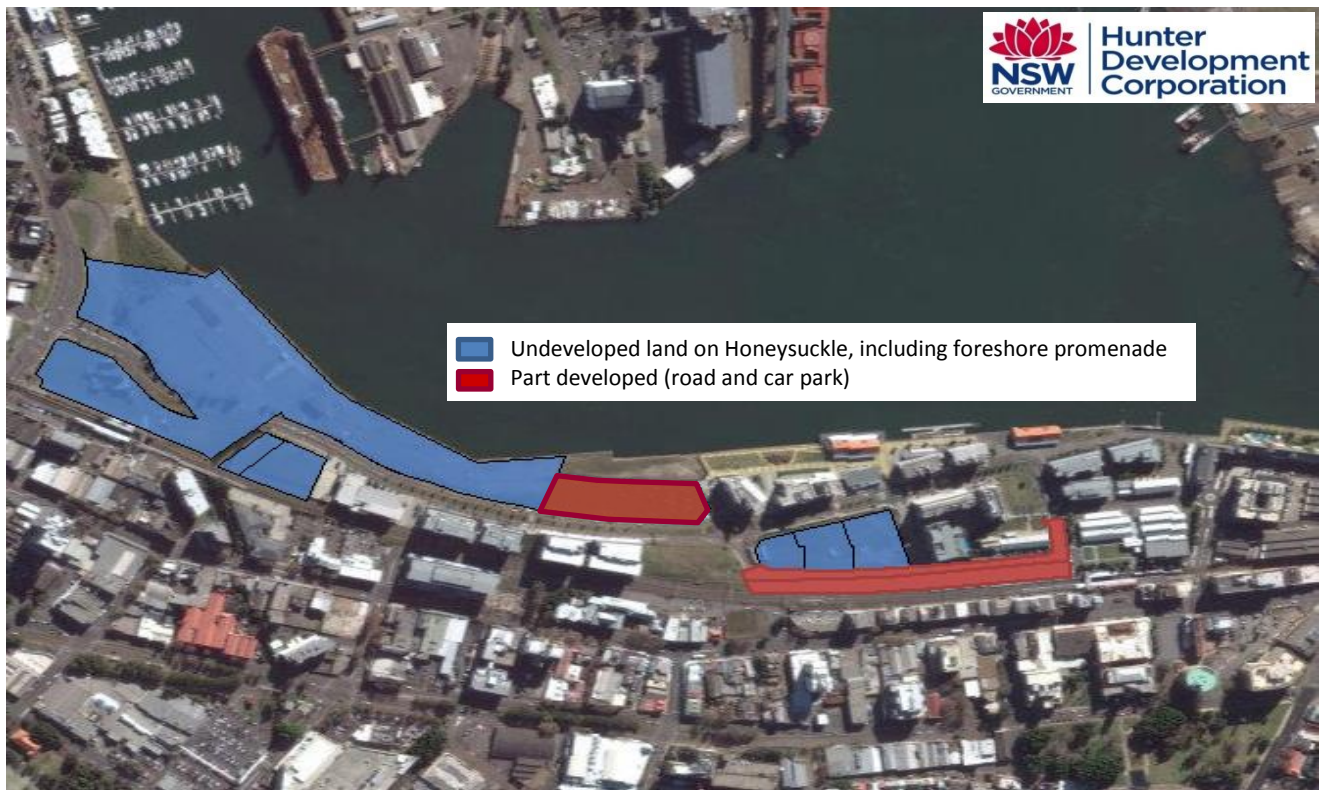 NSW
GOVERNMENT
Hunter
Development
Corporation
Undeveloped land on Honeysuckle, including foreshore promenade
Part developed (road and car park)